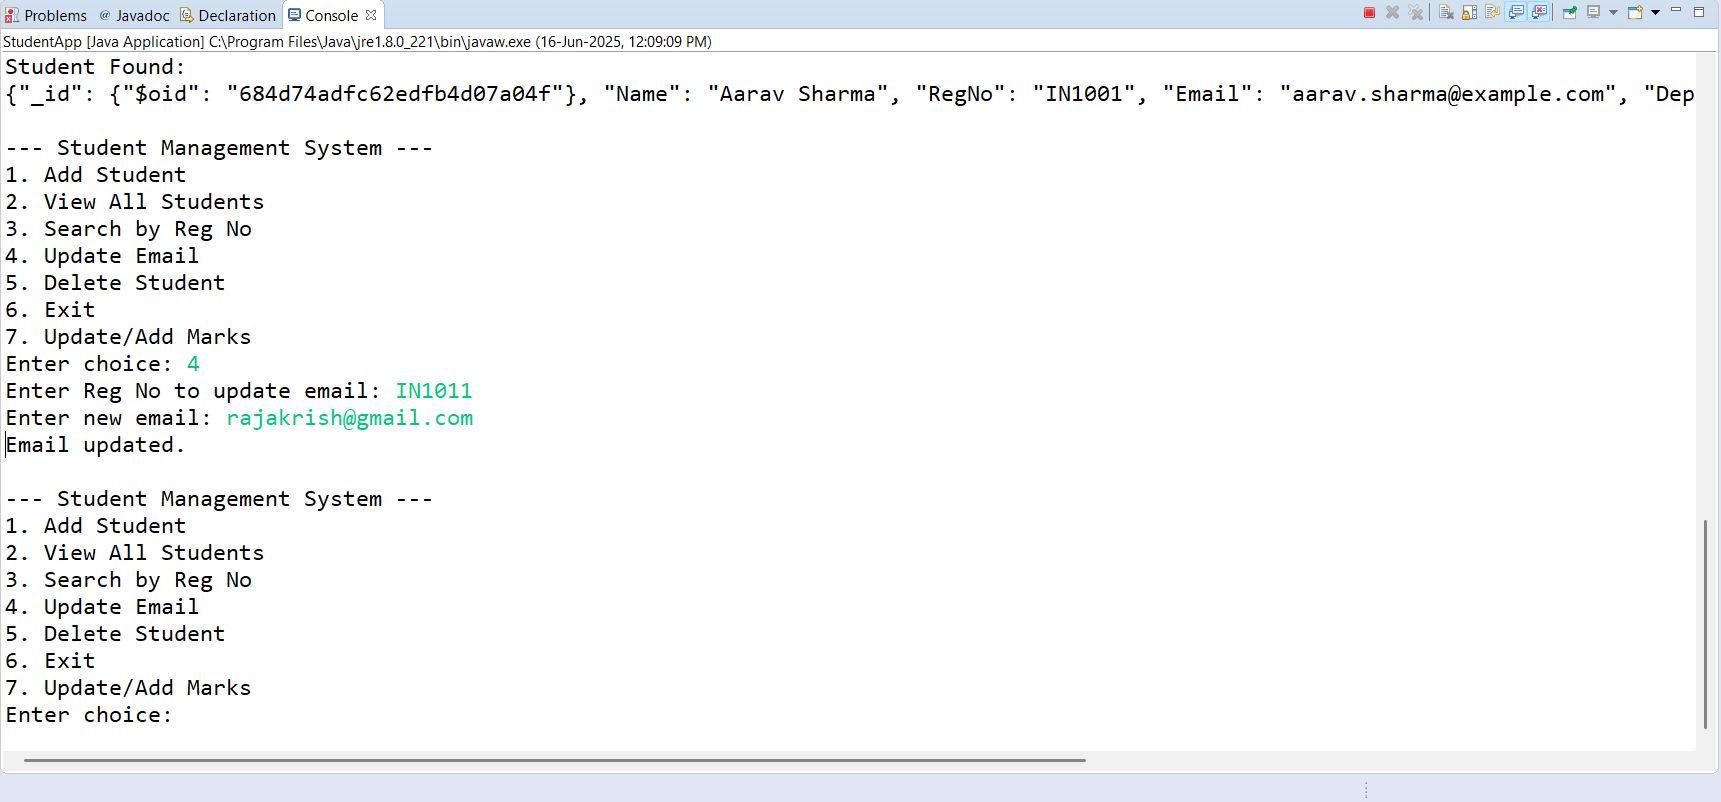 Problems @ Javadoc Declaration Console
StudentApp [Java Application] C:\Program Files\Java\jre1.8.0_221\bin\javaw.exe (16-Jun-2025, 12:09:09 PM)
Student Found:
{"_id": {"$oid": "684d74adfc62edfb4d07a04f"}, "Name": "Aarav Sharma", "RegNo": "IN1001", "Email": "aarav.sharma@example.com", "Dep
--- Student Management System ---
1. Add Student
2. View All Students
3. Search by Reg No
4. Update Email
5. Delete Student
6. Exit
7. Update/Add Marks
Enter choice: 4
Enter Reg No to update email: IN1011
Enter new email: rajakrish@gmail.com
Email updated.
--- Student Management System ---
1. Add Student
2. View All Students
3. Search by Reg No
4. Update Email
5. Delete Student
6. Exit
7. Update/Add Marks
Enter choice: